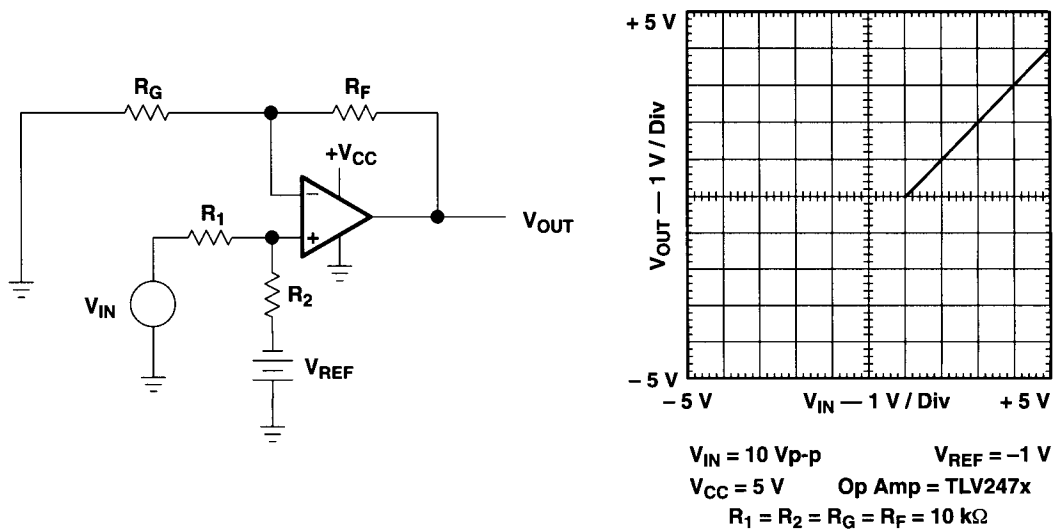 R_G
R_F
+V_CC
−
+
R_1
V_OUT
R_2
V_IN
V_REF
+ 5 V
V_OUT — 1 V / Div
– 5 V
– 5 V
V_IN — 1 V / Div
+ 5 V
V_IN = 10 Vp-p
V_REF = –1 V
V_CC = 5 V
Op Amp = TLV247x
R_1 = R_2 = R_G = R_F = 10 kΩ